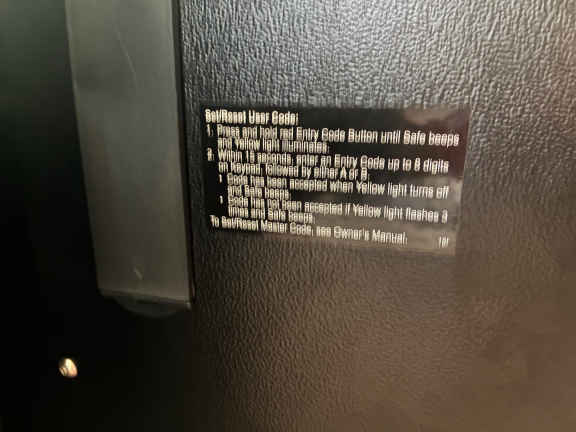 Set/Reset User Code:
1. Press and hold red Entry Code Button until Safe beeps
and Yellow light illuminates.
2. Within 15 seconds, enter an Entry Code up to 8 digits
on keypad followed by either A or B.
Code has been accepted when Yellow light turns off
and Safe beeps.
Code has not been accepted if Yellow light flashes 3
times and Safe beeps.
To Set/Reset Master Code, see Owner's Manual.